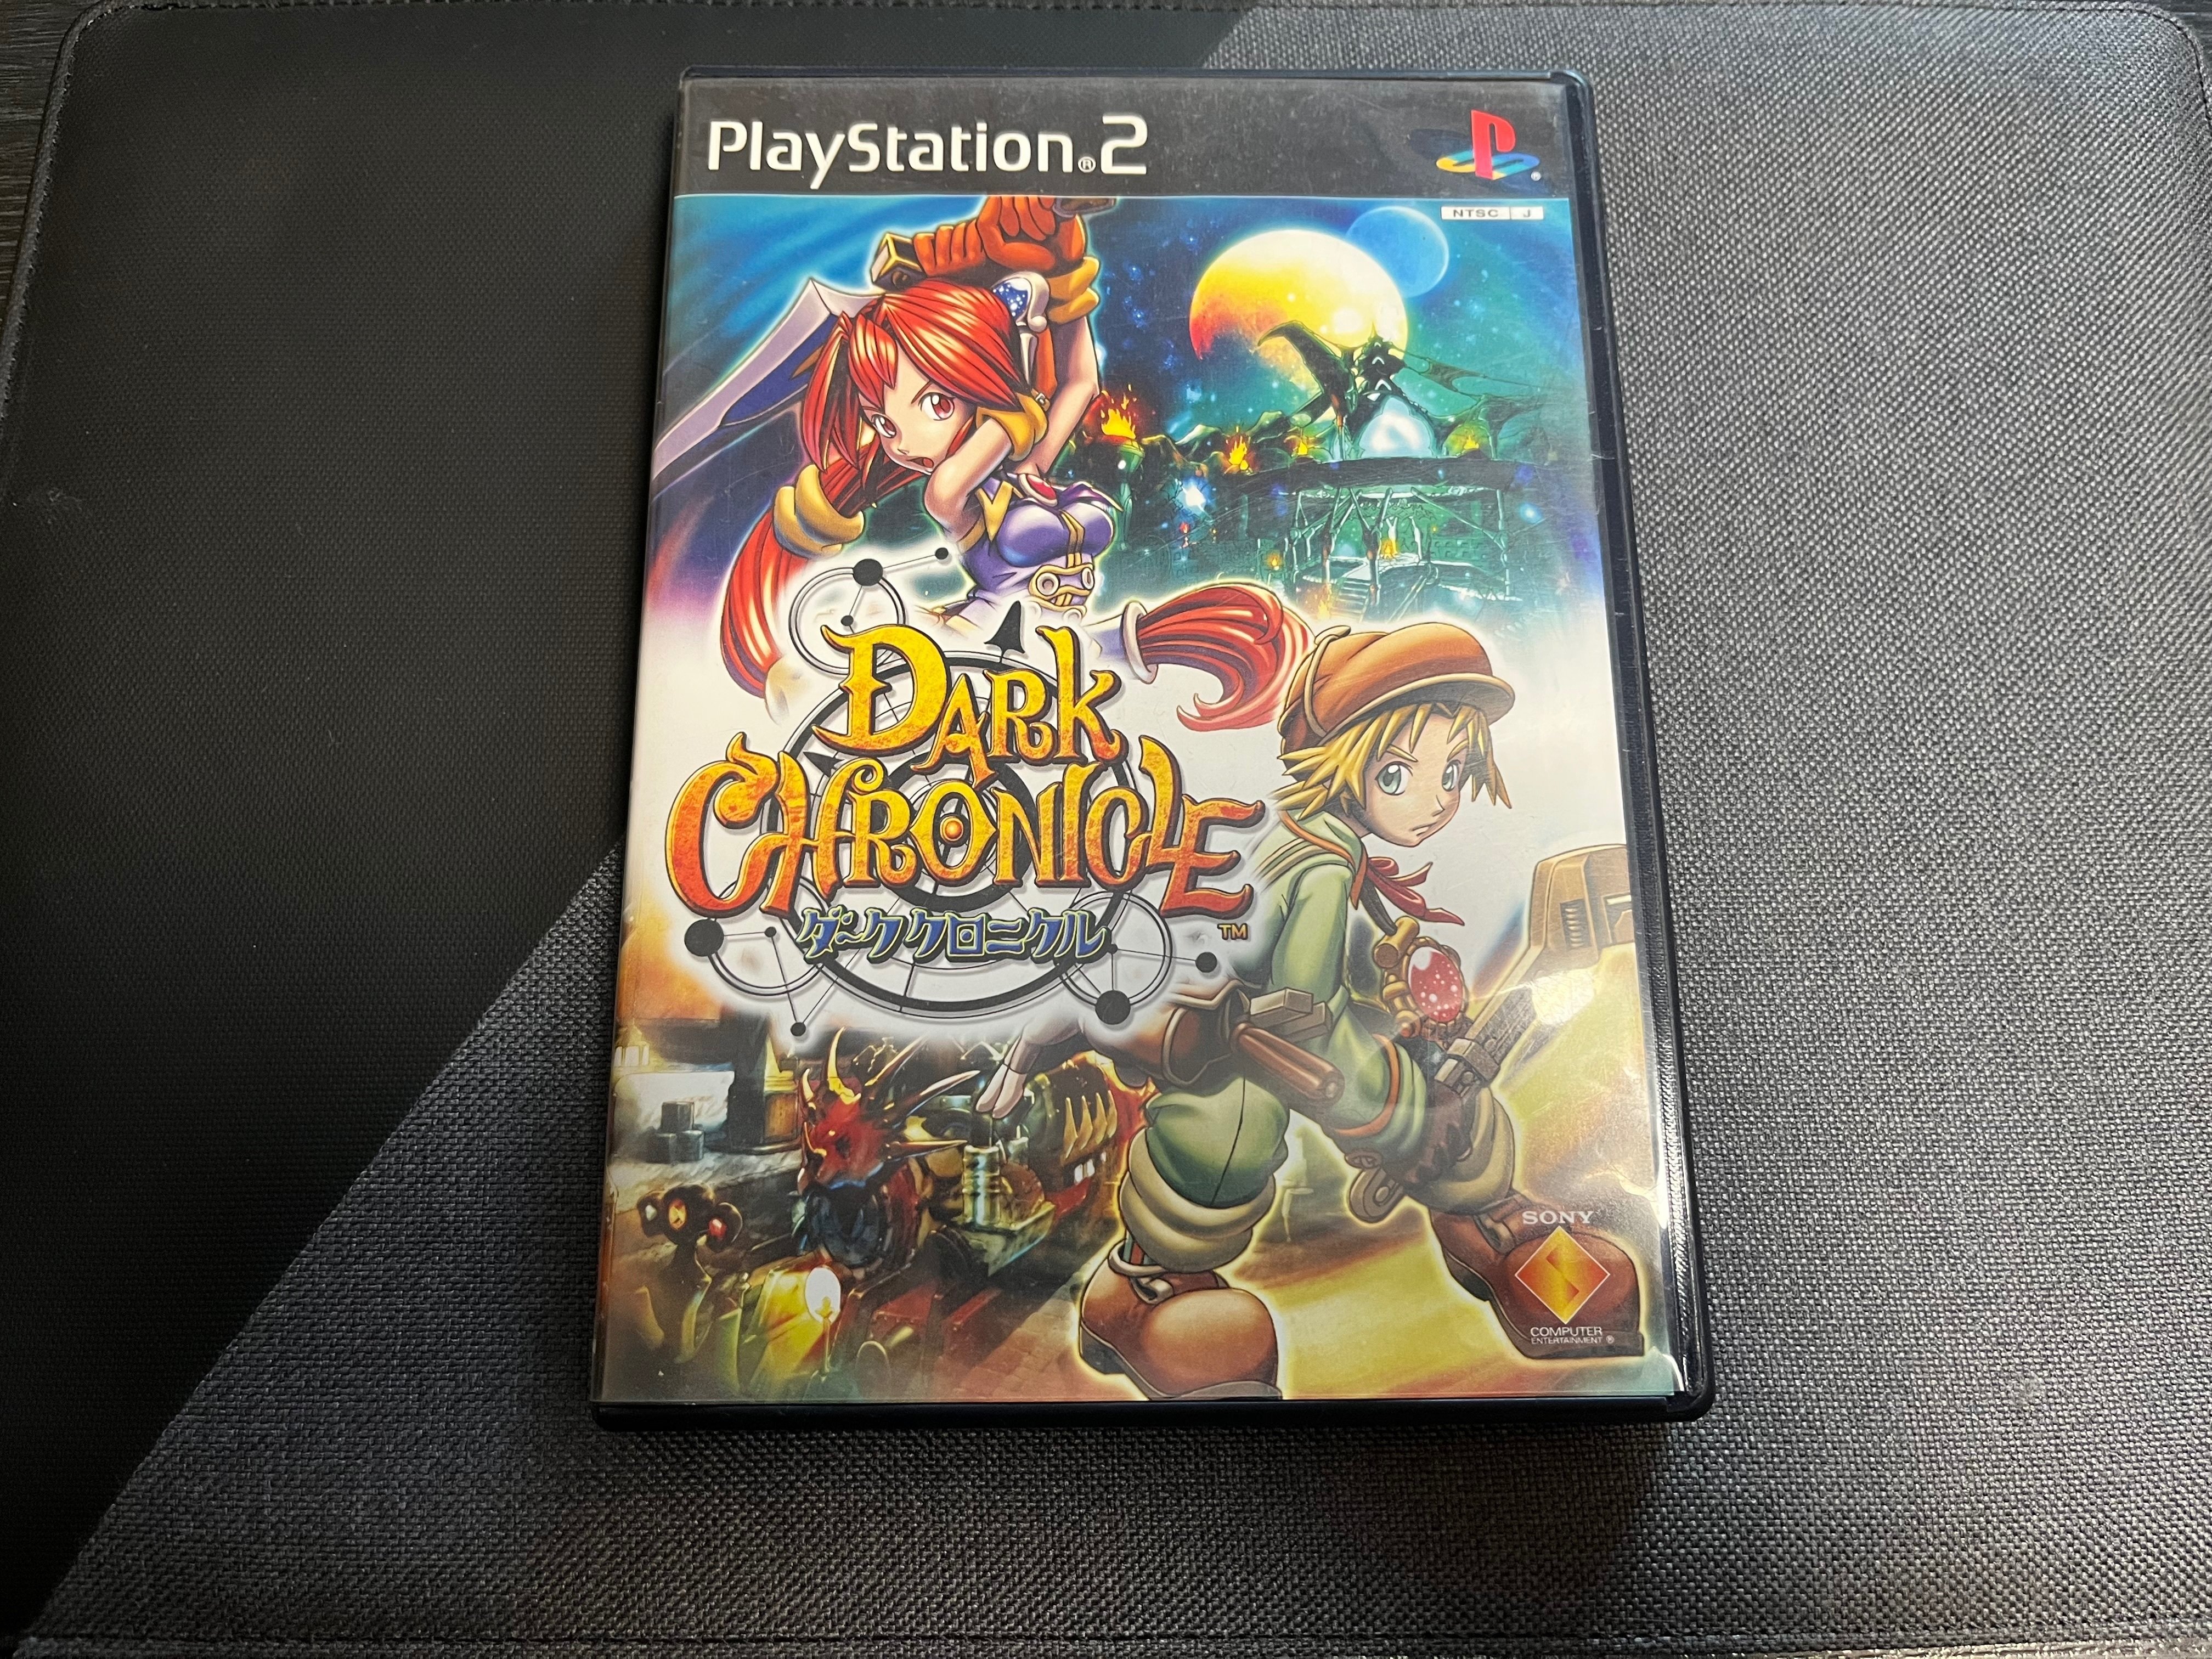 PlayStation®2
NTSC J
DARK
CHRONICLE
ダーククロニクル
TM
SONY
COMPUTER
ENTERTAINMENT®